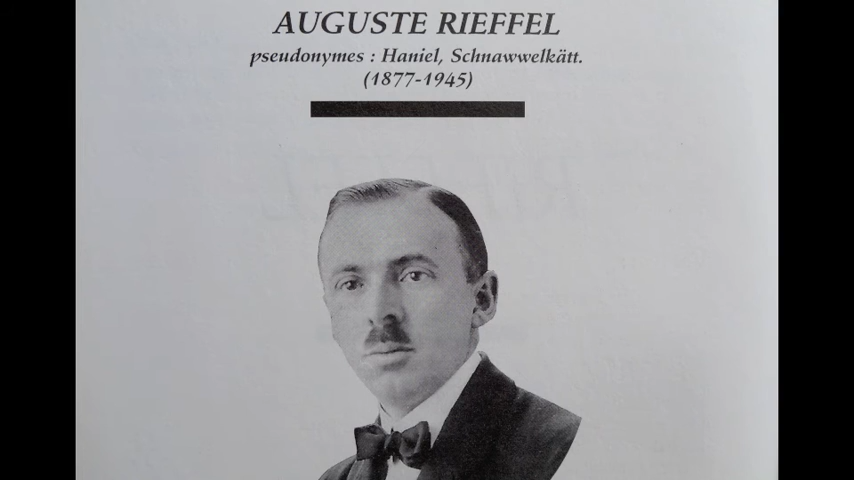 AUGUSTE RIEFFEL
pseudonymes : Haniel, Schnawwelkätt.
(1877-1945)